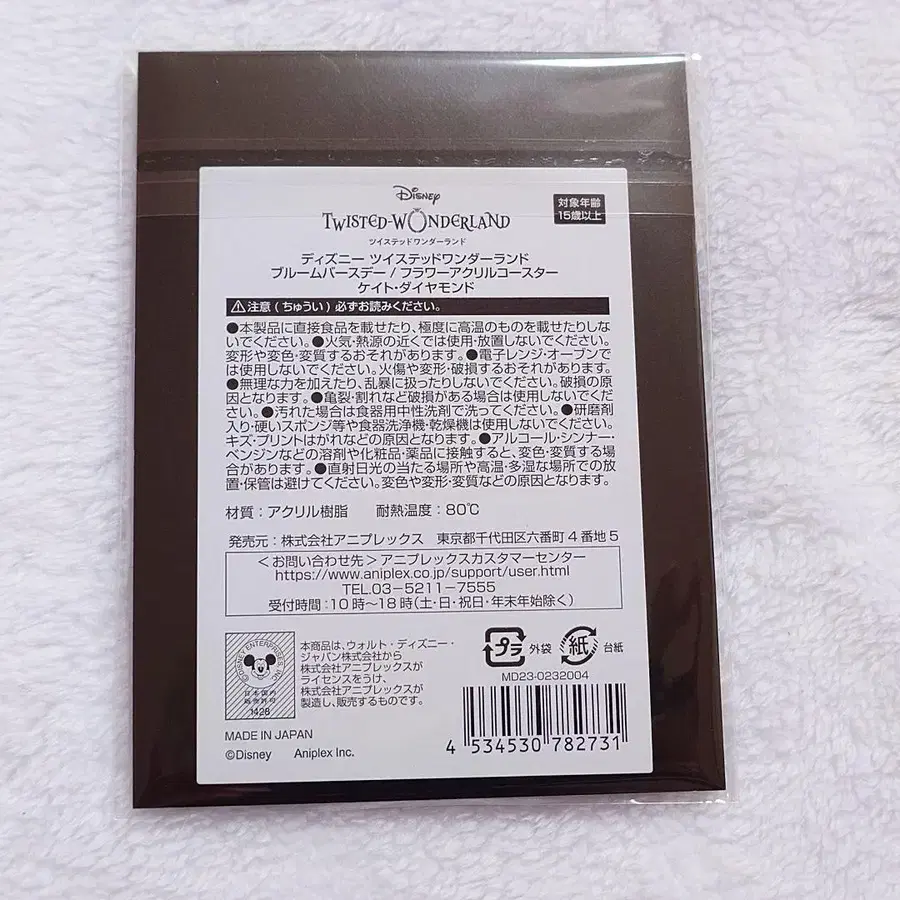 Disney
TWISTED-WONDERLAND
ツイステッドワンダーランド
対象年齢
15歳以上
ディズニー ツイステッドワンダーランド
ブルームバースデー/フラワーアクリルコースター
ケイト・ダイヤモンド
⚠注意(ちゅうい)必ずお読みください。
●本製品に直接食品を載せたり、極度に高温のものを載せたりしな
いでください。●火気・熱源の近くでは使用・放置しないでください。
変形や変色・変質するおそれがあります。●電子レンジ・オーブンで
は使用しないでください。火傷や変形・破損するおそれがあります。
●無理な力を加えたり、乱暴に扱ったりしないでください。破損の原
因となります。●亀裂・割れなど破損がある場合は使用しないでくだ
さい。●汚れた場合は食器用中性洗剤で洗ってください。●研磨剤
入り・硬いスポンジ等や食器洗浄機・乾燥機は使用しないでください。
キズ・プリントはがれなどの原因となります。●アルコール・シンナー・
ベンジンなどの溶剤や化粧品・薬品に接触すると、変色・変質する場
合があります。●直射日光の当たる場所や高温・多湿な場所での放
置・保管は避けてください。変色や変形・変質などの原因となります。
材質：アクリル樹脂 耐熱温度：80℃
発売元：株式会社アニプレックス 東京都千代田区六番町4番地5
＜お問い合わせ先＞アニプレックスカスタマーセンター
https://www.aniplex.co.jp/support/user.html
TEL.03-5211-7555
受付時間：10時〜18時(土・日・祝日・年末年始除く)
©DISNEY ENTERPRISES, INC.
日本国内
販売許可
1428
本商品は、ウォルト・ディズニー・
ジャパン株式会社から
株式会社アニプレックスが
ライセンスをうけ、
株式会社アニプレックスが
製造し、販売するものです。
プラ 外袋 紙 台紙
MD23-0232004
MADE IN JAPAN
©Disney Aniplex Inc.
4 534530 782731